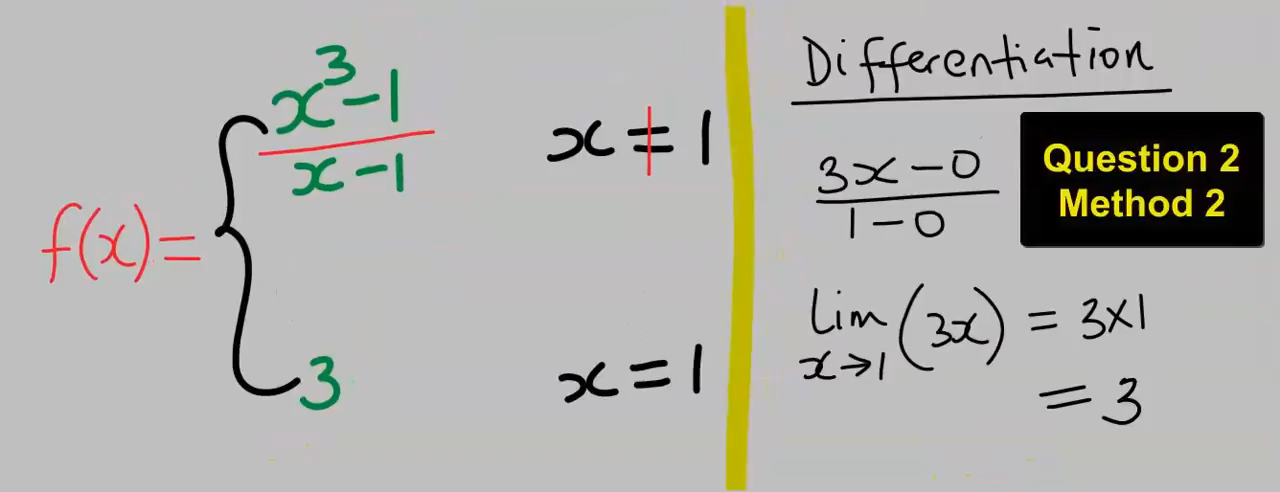 f(x) = { (x³ - 1)/(x - 1)   x ≠ 1
3   x = 1
Differentiation
(3x - 0)/(1 - 0)
Question 2
Method 2
Lim x→1 (3x) = 3×1
= 3